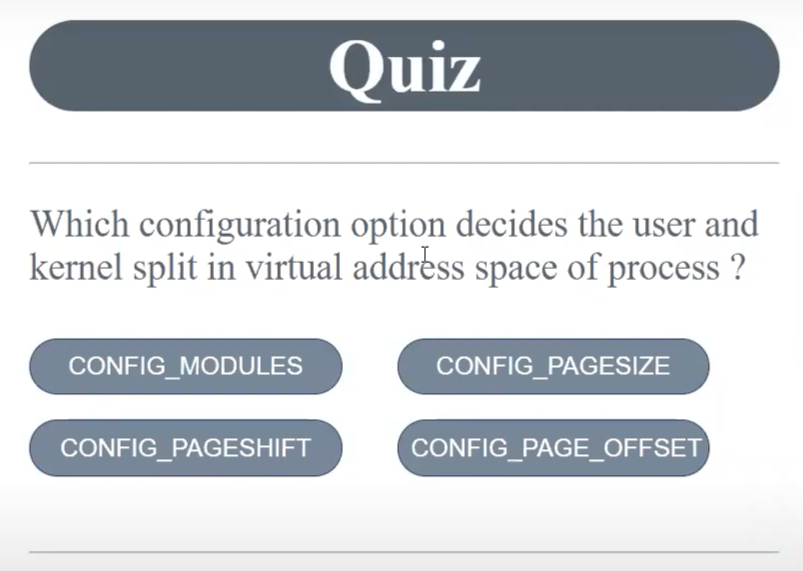 Quiz
Which configuration option decides the user and
kernel split in virtual address space of process ?
CONFIG_MODULES
CONFIG_PAGESIZE
CONFIG_PAGESHIFT
CONFIG_PAGE_OFFSET